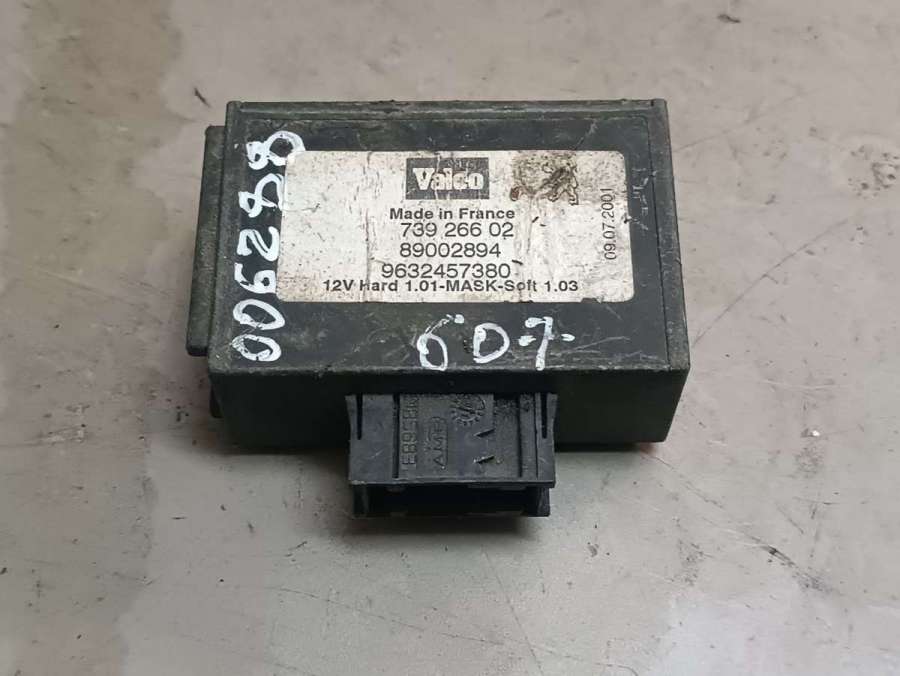 Valeo
Made in France
739 266 02
89002894
9632457380
12V Hard 1.01-MASK-Soft 1.03
09.07.2001
006288
607
AMP